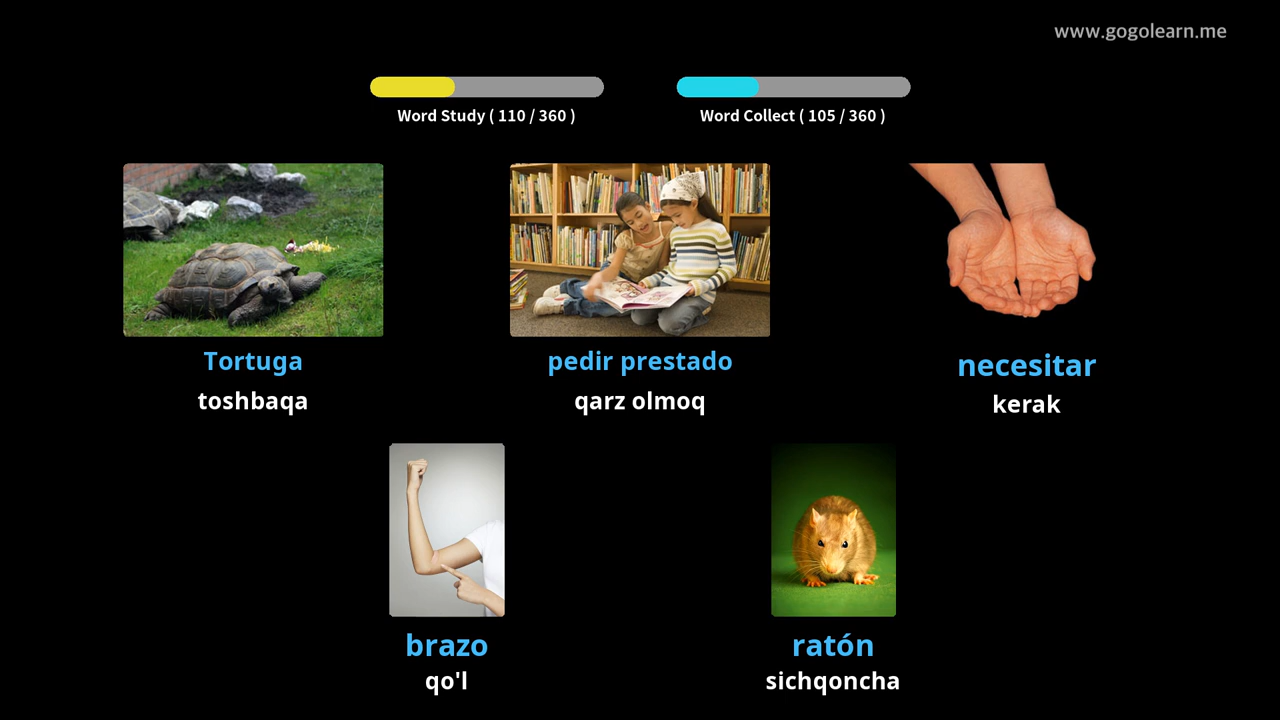 www.gogolearn.me
Word Study ( 110 / 360 )
Word Collect ( 105 / 360 )
Tortuga
toshbaqa
pedir prestado
qarz olmoq
necesitar
kerak
brazo
qo'l
ratón
sichqoncha